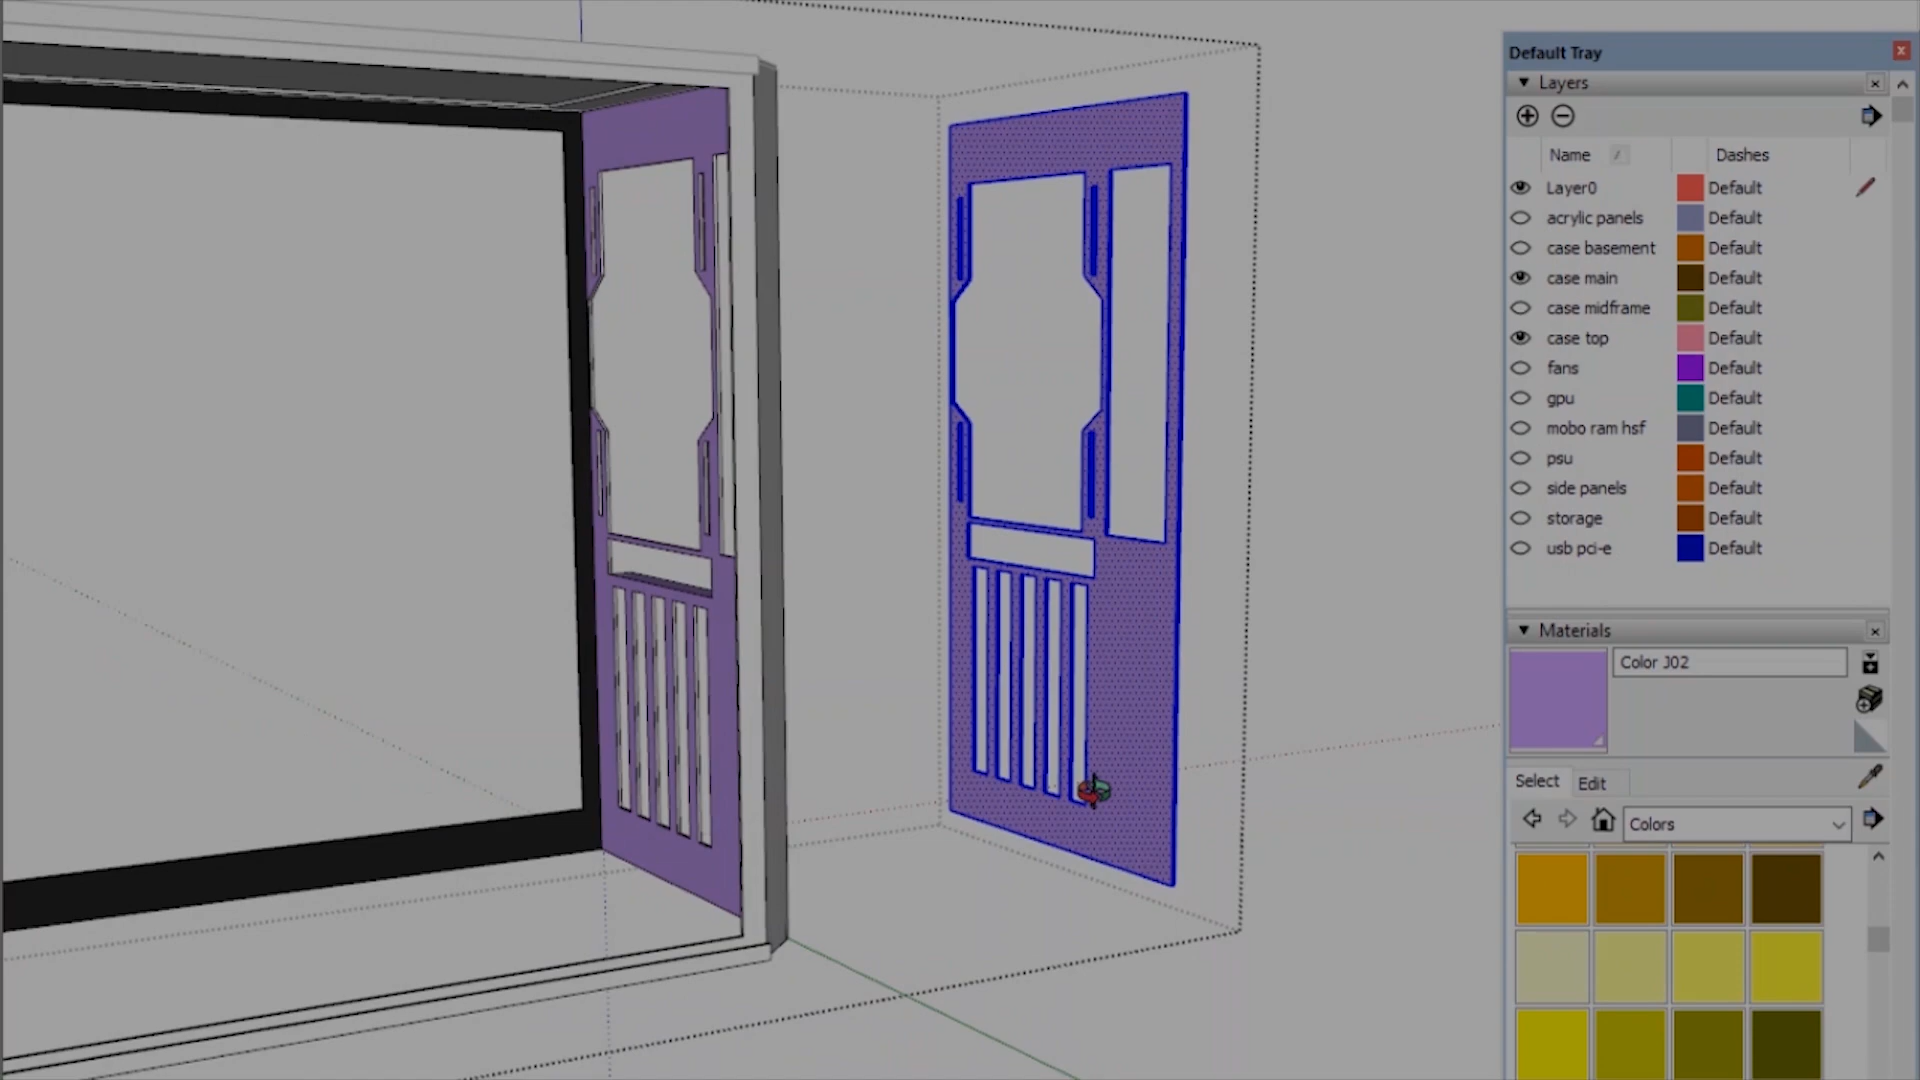 Default Tray
Layers
Name Dashes
Layer0 Default
acrylic panels Default
case basement Default
case main Default
case midframe Default
case top Default
fans Default
gpu Default
mobo ram hsf Default
psu Default
side panels Default
storage Default
usb pci-e Default
Materials
Color J02
Select Edit
Colors